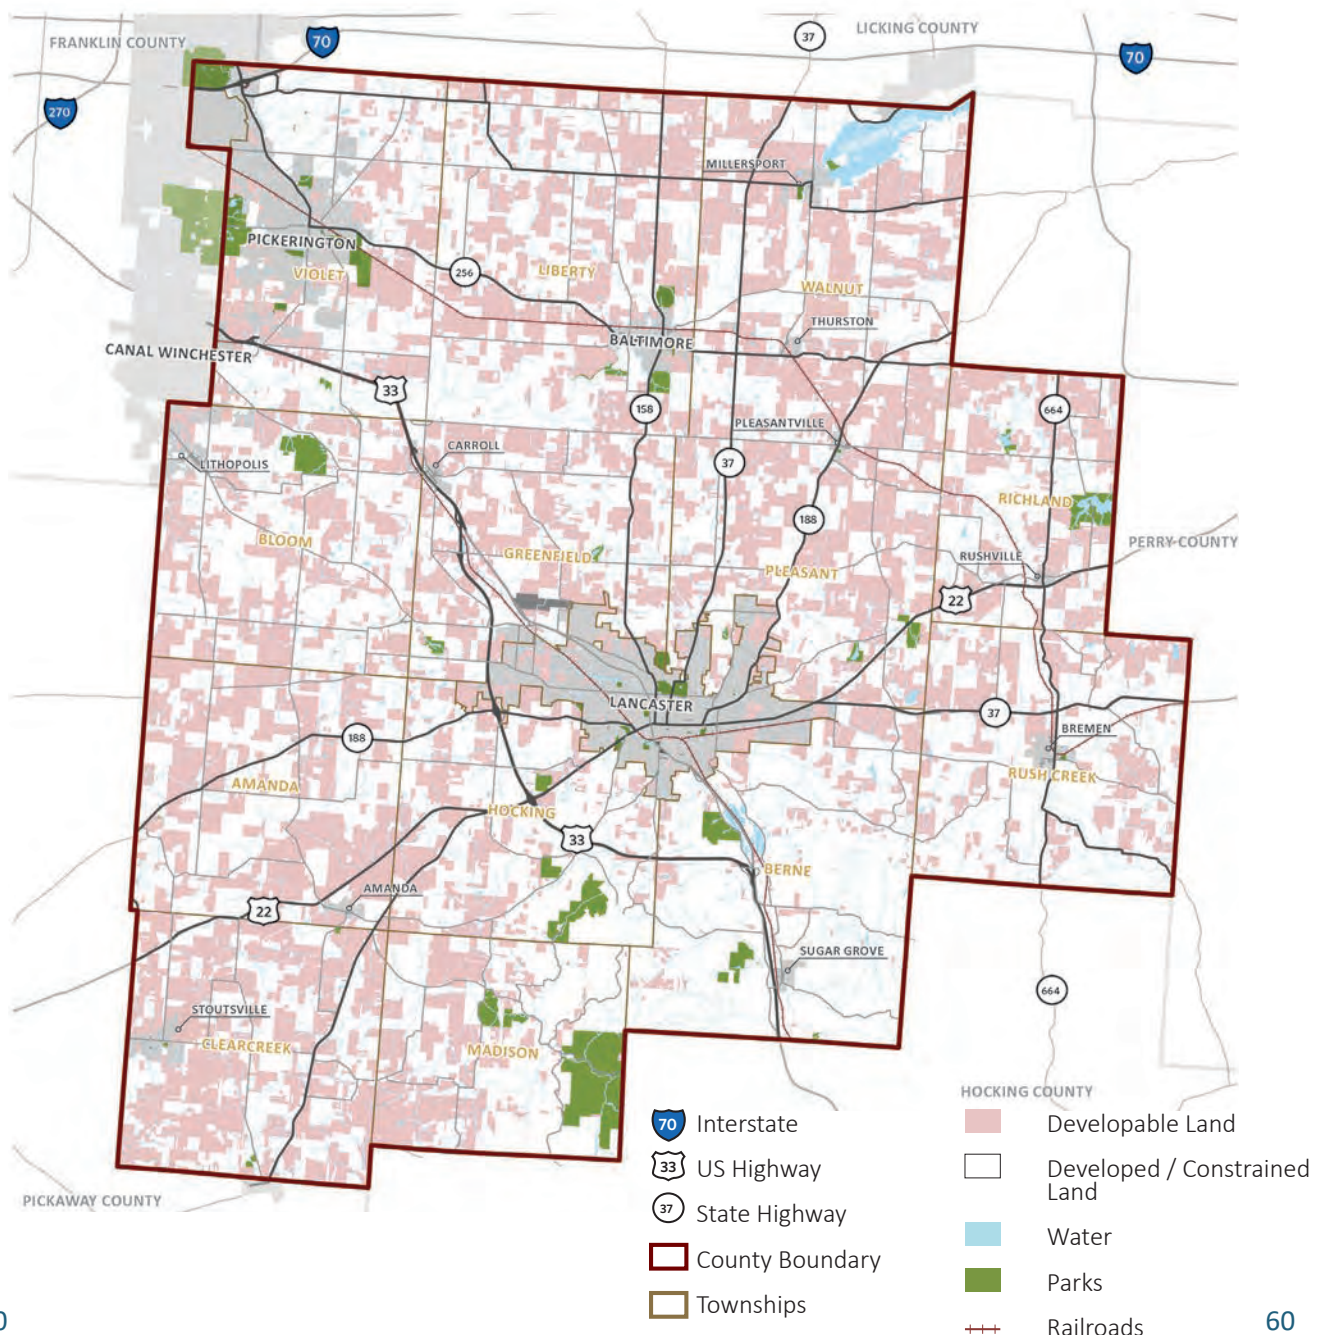 FRANKLIN COUNTY
70
37
LICKING COUNTY
70
270
MILLERSPORT
PICKERINGTON
VIOLET
256
LIBERTY
WALNUT
THURSTON
BALTIMORE
CANAL WINCHESTER
33
158
664
PLEASANTVILLE
CARROLL
LITHOPOLIS
37
RICHLAND
188
BLOOM
GREENFIELD
PERRY COUNTY
RUSHVILLE
PLEASANT
22
LANCASTER
37
BREMEN
188
RUSH CREEK
AMANDA
HOCKING
33
BERNE
AMANDA
22
SUGAR GROVE
664
STOUTSVILLE
CLEARCREEK
MADISON
HOCKING COUNTY
PICKAWAY COUNTY
70 Interstate
33 US Highway
37 State Highway
County Boundary
Townships
Developable Land
Developed / Constrained
Land
Water
Parks
Railroads
0
60